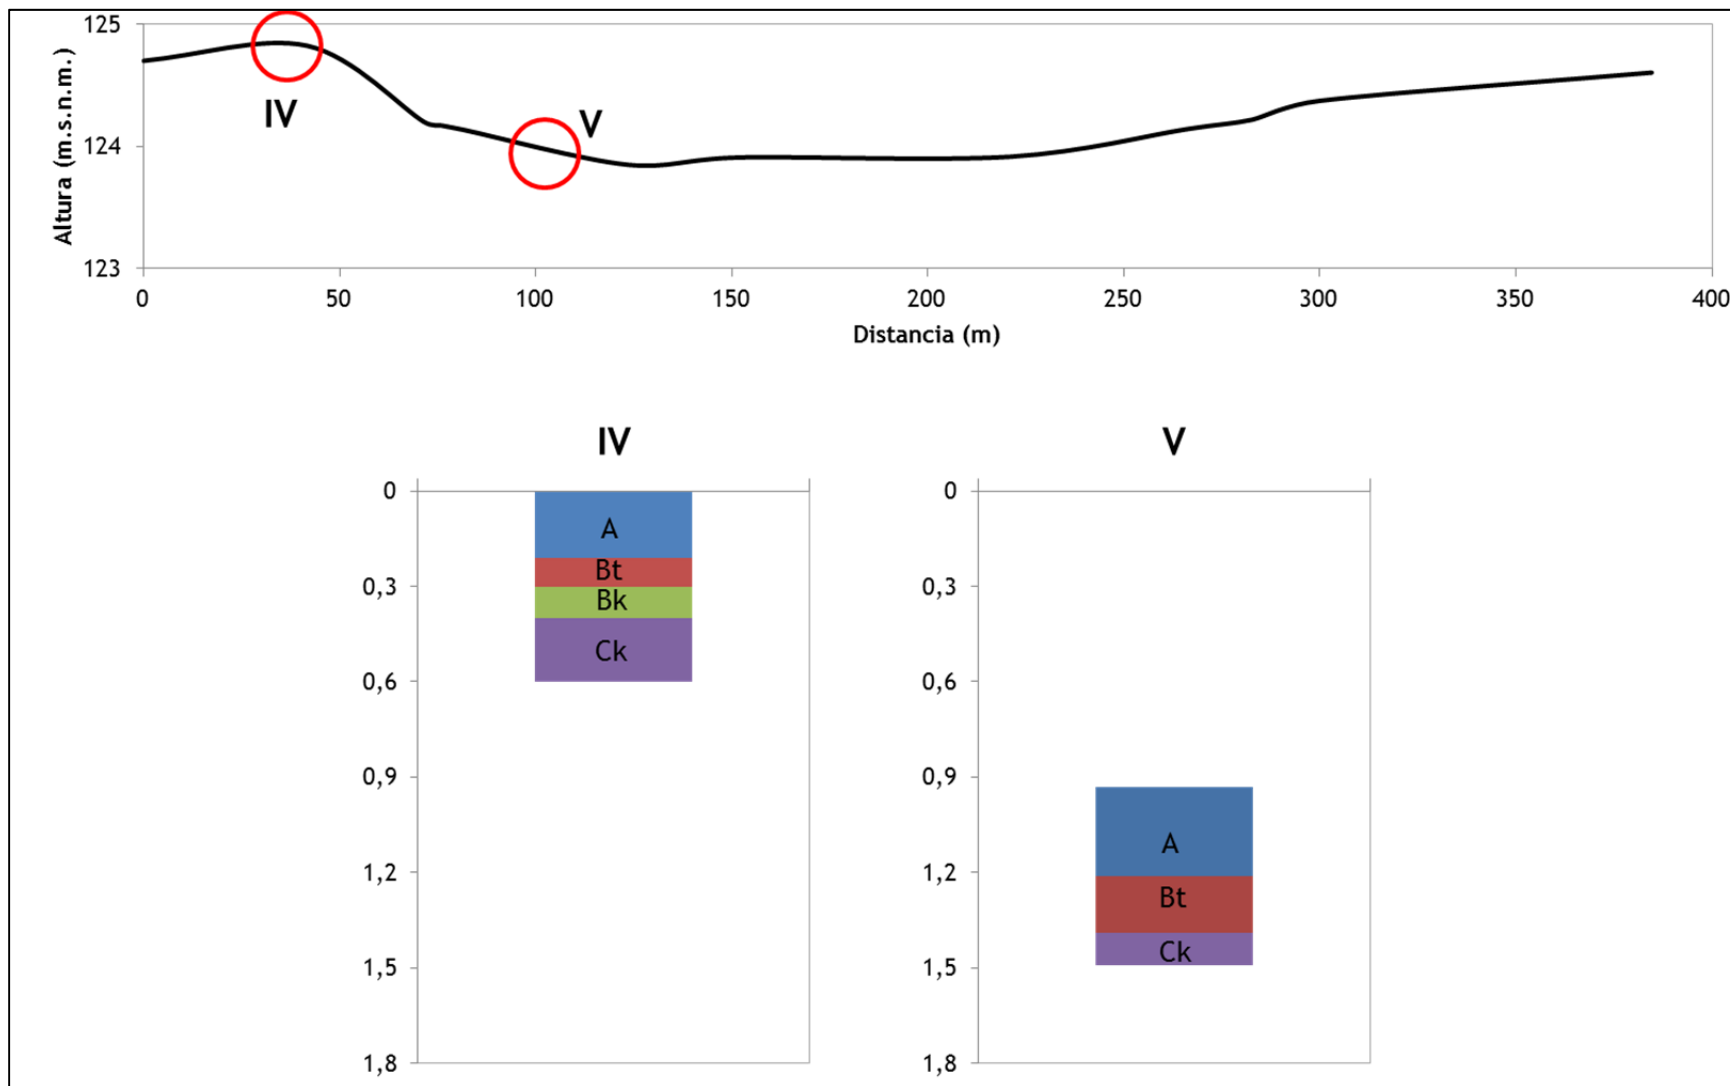 125
124
123
Altura (m.s.n.m.)
IV
V
0 50 100 150 200 250 300 350 400
Distancia (m)
IV
0
0,3
0,6
0,9
1,2
1,5
1,8
A
Bt
Bk
Ck
V
0
0,3
0,6
0,9
1,2
1,5
1,8
A
Bt
Ck